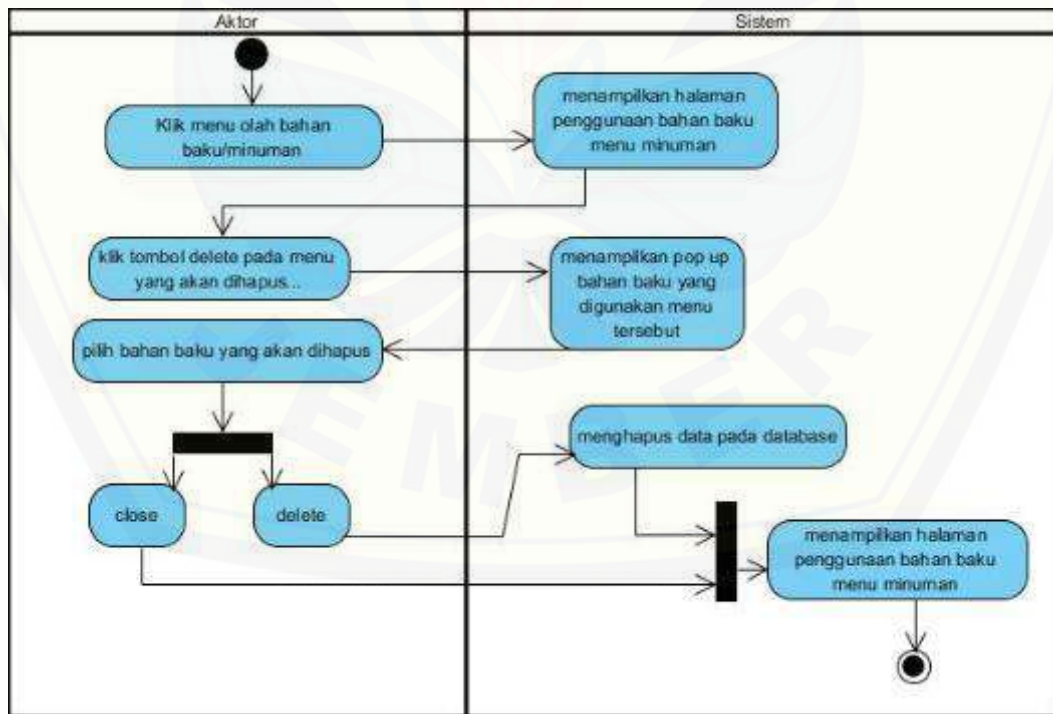 Aktor
Sistem
Klik menu olah bahan
baku/minuman
menampilkan halaman
penggunaan bahan baku
menu minuman
klik tombol delete pada menu
yang akan dihapus...
menampilkan pop up
bahan baku yang
digunakan menu
tersebut
pilih bahan baku yang akan dihapus
menghapus data pada database
close
delete
menampilkan halaman
penggunaan bahan baku
menu minuman
EMBER